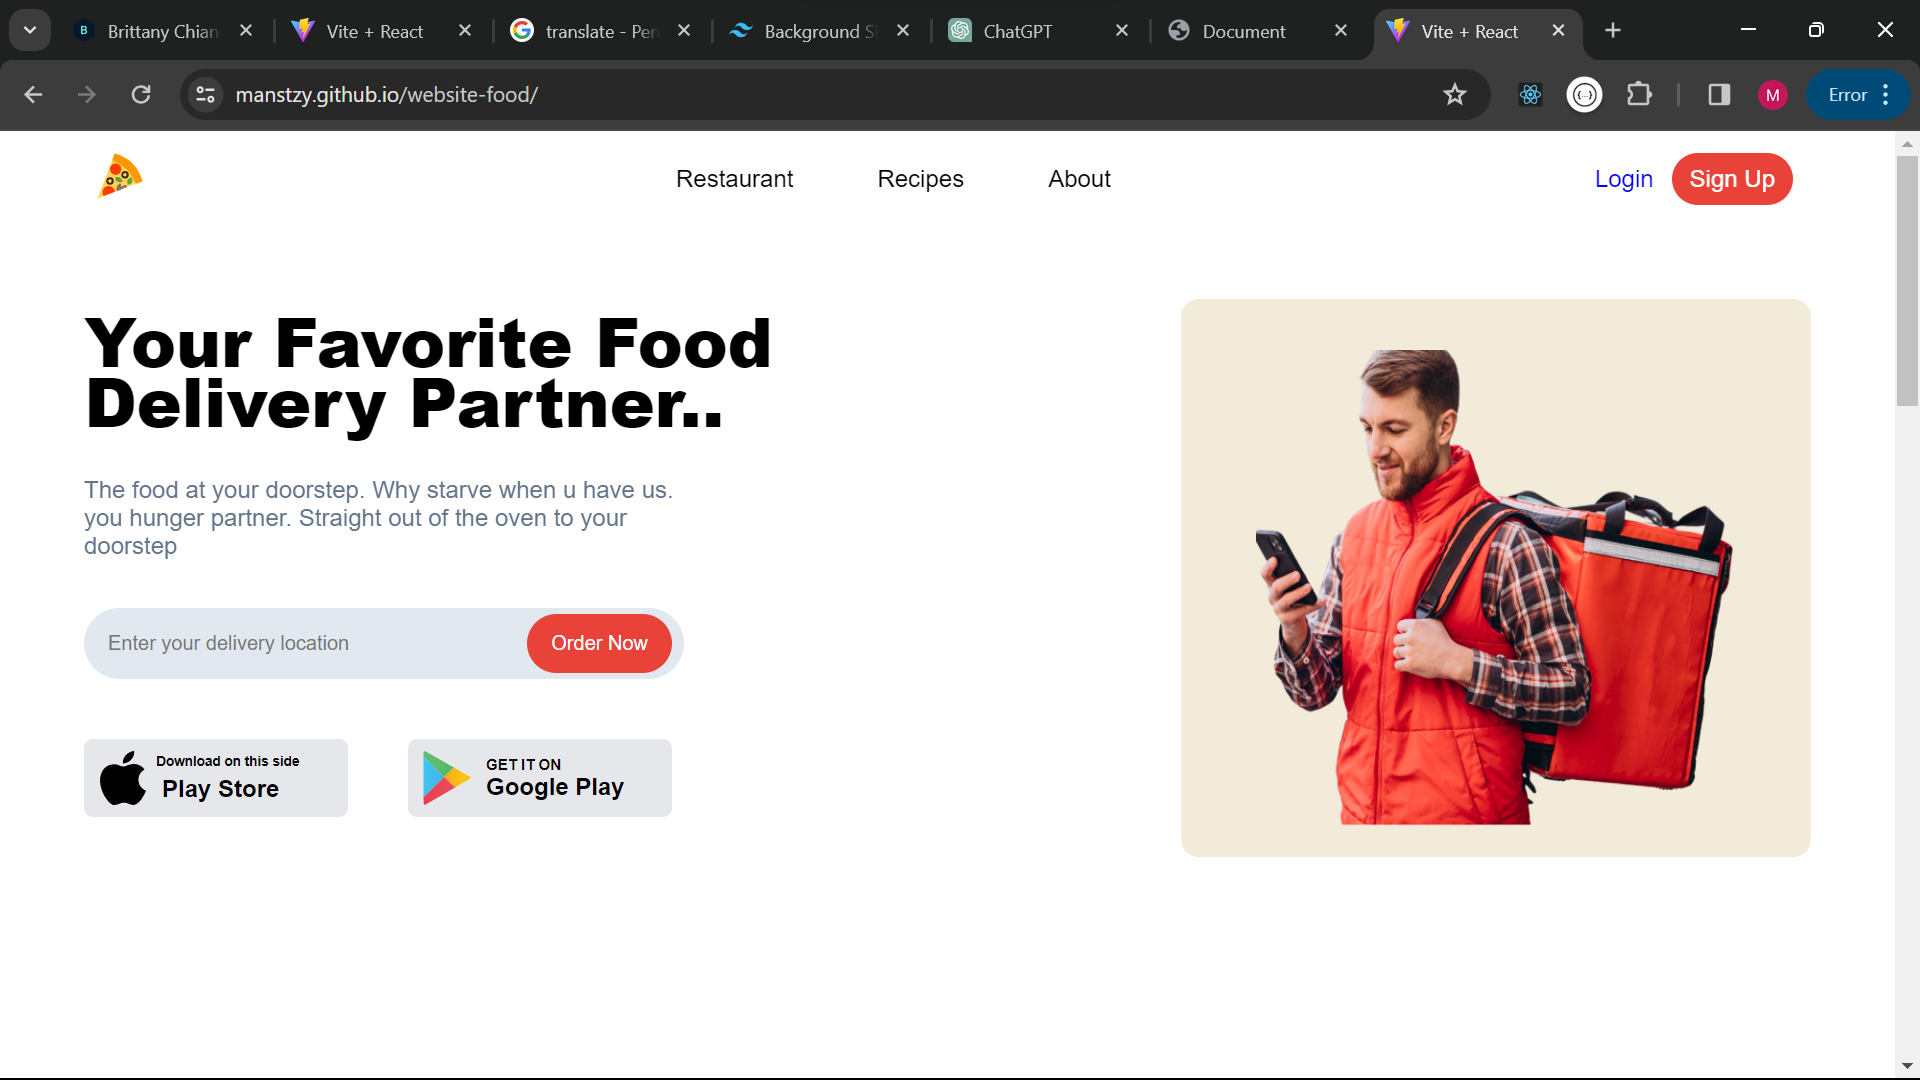 B Brittany Chian
Vite + React
translate - Pen
Background Si
ChatGPT
Document
Vite + React
manstzy.github.io/website-food/
M
Error
Restaurant
Recipes
About
Login
Sign Up
Your Favorite Food
Delivery Partner..
The food at your doorstep. Why starve when u have us.
you hunger partner. Straight out of the oven to your
doorstep
Enter your delivery location
Order Now
Download on this side
Play Store
GET IT ON
Google Play